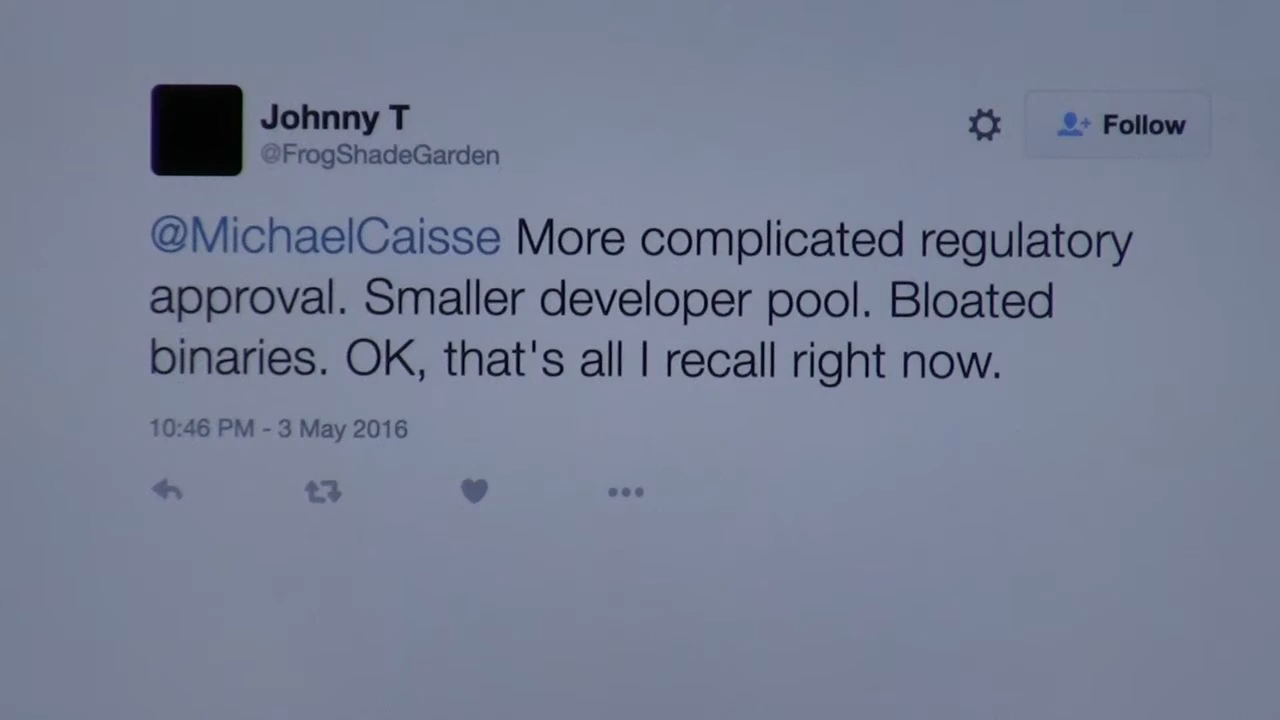 Johnny T
@FrogShadeGarden
Follow
@MichaelCaisse More complicated regulatory
approval. Smaller developer pool. Bloated
binaries. OK, that's all I recall right now.
10:46 PM - 3 May 2016